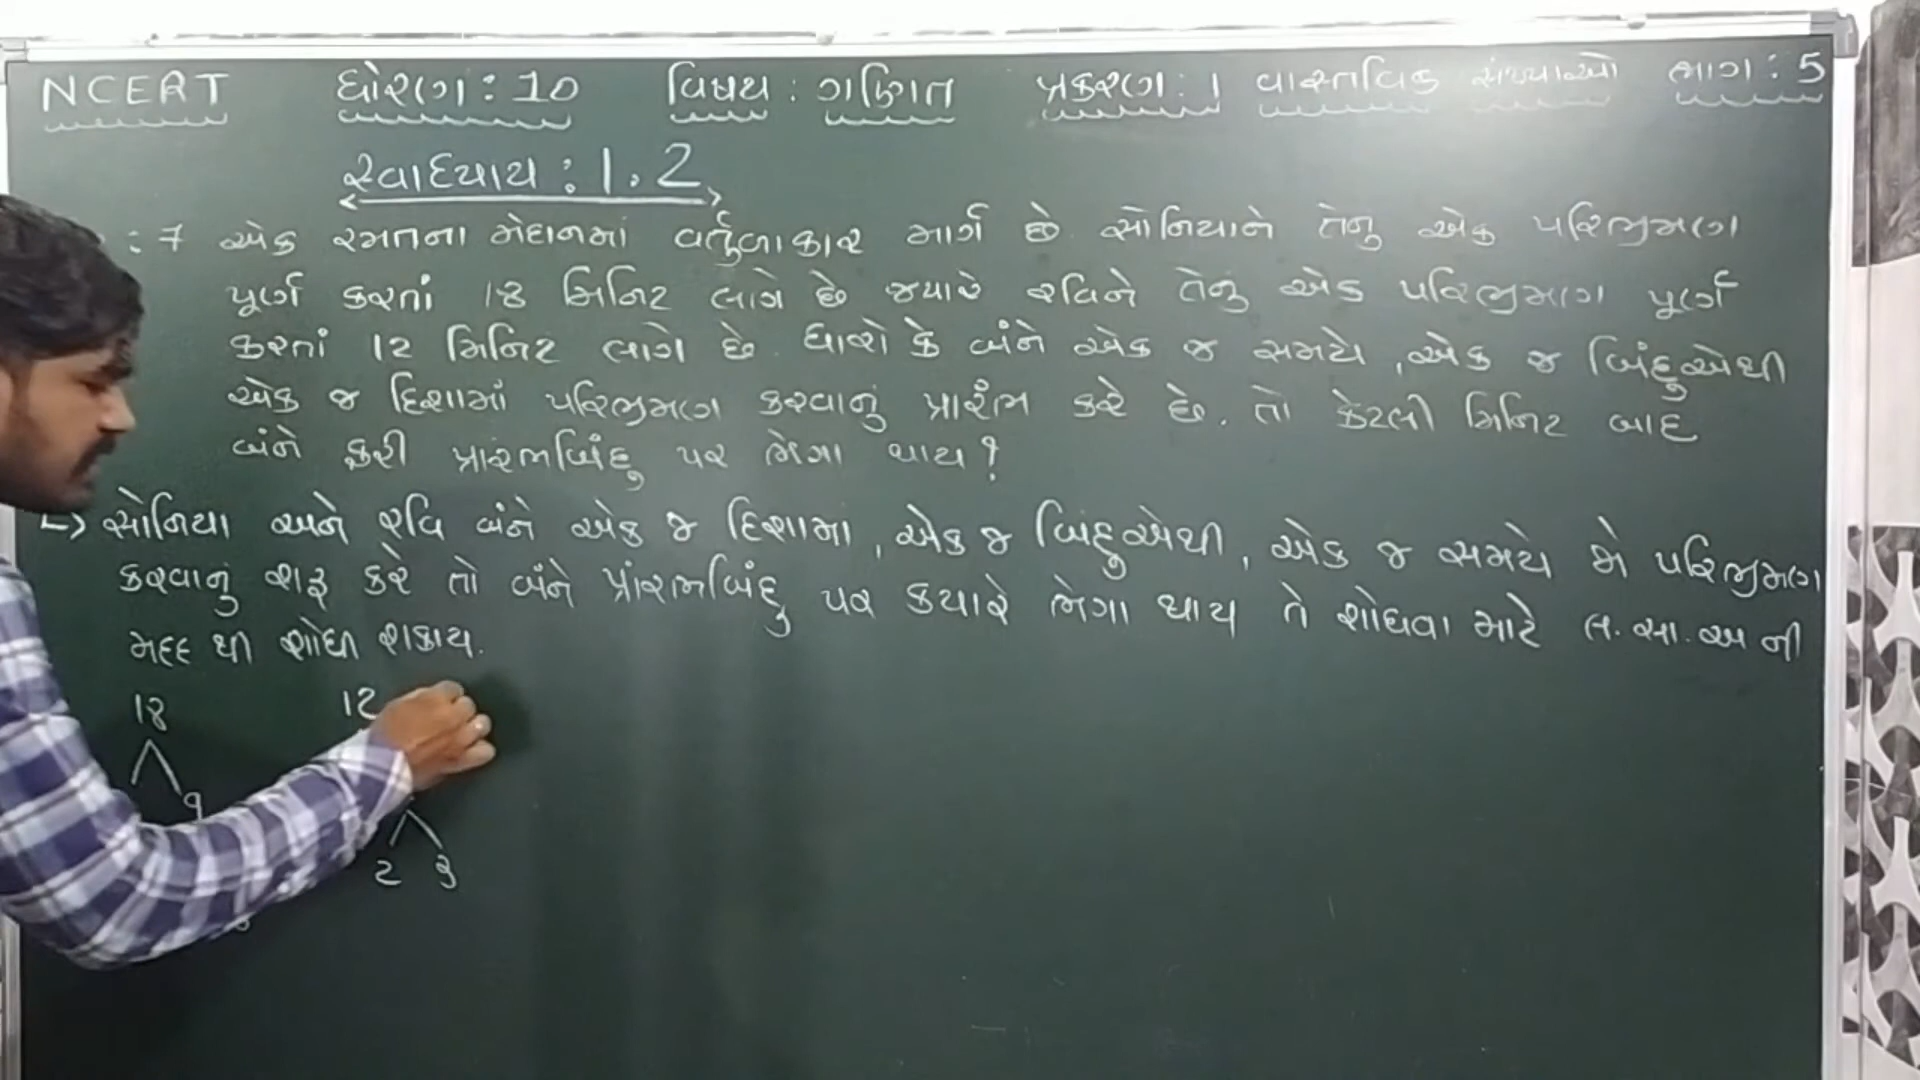 NCERT ધોરણ : 10 વિષય : ગણિત પ્રકરણ : 1 વાસ્તવિક સંખ્યાઓ ભાગ : 5
સ્વાધ્યાય : 1.2
: 7 એક રમતના મેદાનમાં વર્તુળાકાર માર્ગ છે. સોનિયાને તેનુ એક પરિભ્રમણ
પૂર્ણ કરતાં 18 મિનિટ લાગે છે જ્યારે રવિને તેનું એક પરિભ્રમણ પૂર્ણ
કરતાં 12 મિનિટ લાગે છે. ધારો કે બંને એક જ સમયે, એક જ બિંદુએથી
એક જ દિશામાં પરિભ્રમણ કરવાનું પ્રારંભ કરે છે. તો કેટલી મિનિટ બાદ
બંને ફરી પ્રારંભબિંદુ પર ભેગા થાય?
→ સોનિયા અને રવિ બંને એક જ દિશામા, એક જ બિંદુએથી, એક જ સમયે જો પરિભ્રમણ
કરવાનું શરૂ કરે તો બંને પ્રાંરભબિંદુ પર કયારે ભેગા થાય તે શોધવા માટે લ.સા.અ ની
મદદ થી શોધી શકાય.
18 12
9
2 3